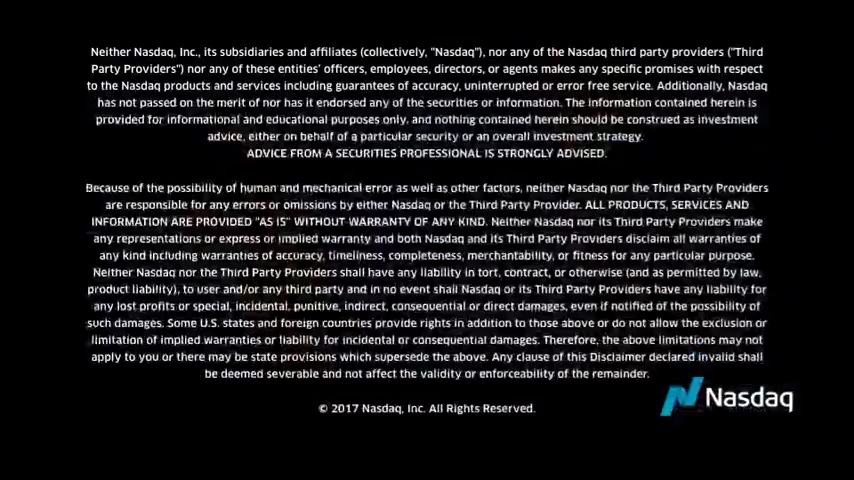 Neither Nasdaq, Inc., its subsidiaries and affiliates (collectively, "Nasdaq"), nor any of the Nasdaq third party providers ("Third
Party Providers") nor any of these entities' officers, employees, directors, or agents makes any specific promises with respect
to the Nasdaq products and services including guarantees of accuracy, uninterrupted or error free service. Additionally, Nasdaq
has not passed on the merit of nor has it endorsed any of the securities or information. The information contained herein is
provided for informational and educational purposes only, and nothing contained herein should be construed as investment
advice, either on behalf of a particular security or an overall investment strategy.
ADVICE FROM A SECURITIES PROFESSIONAL IS STRONGLY ADVISED.
Because of the possibility of human and mechanical error as well as other factors, neither Nasdaq nor the Third Party Providers
are responsible for any errors or omissions by either Nasdaq or the Third Party Provider. ALL PRODUCTS, SERVICES AND
INFORMATION ARE PROVIDED "AS IS" WITHOUT WARRANTY OF ANY KIND. Neither Nasdaq nor its Third Party Providers make
any representations or express or implied warranty and both Nasdaq and its Third Party Providers disclaim all warranties of
any kind including warranties of accuracy, timeliness, completeness, merchantability, or fitness for any particular purpose.
Neither Nasdaq nor the Third Party Providers shall have any liability in tort, contract, or otherwise (and as permitted by law,
product liability), to user and/or any third party and in no event shall Nasdaq or its Third Party Providers have any liability for
any lost profits or special, incidental, punitive, indirect, consequential or direct damages, even if notified of the possibility of
such damages. Some U.S. states and foreign countries provide rights in addition to those above or do not allow the exclusion or
limitation of implied warranties or liability for incidental or consequential damages. Therefore, the above limitations may not
apply to you or there may be state provisions which supersede the above. Any clause of this Disclaimer declared invalid shall
be deemed severable and not affect the validity or enforceability of the remainder.
© 2017 Nasdaq, Inc. All Rights Reserved.
Nasdaq